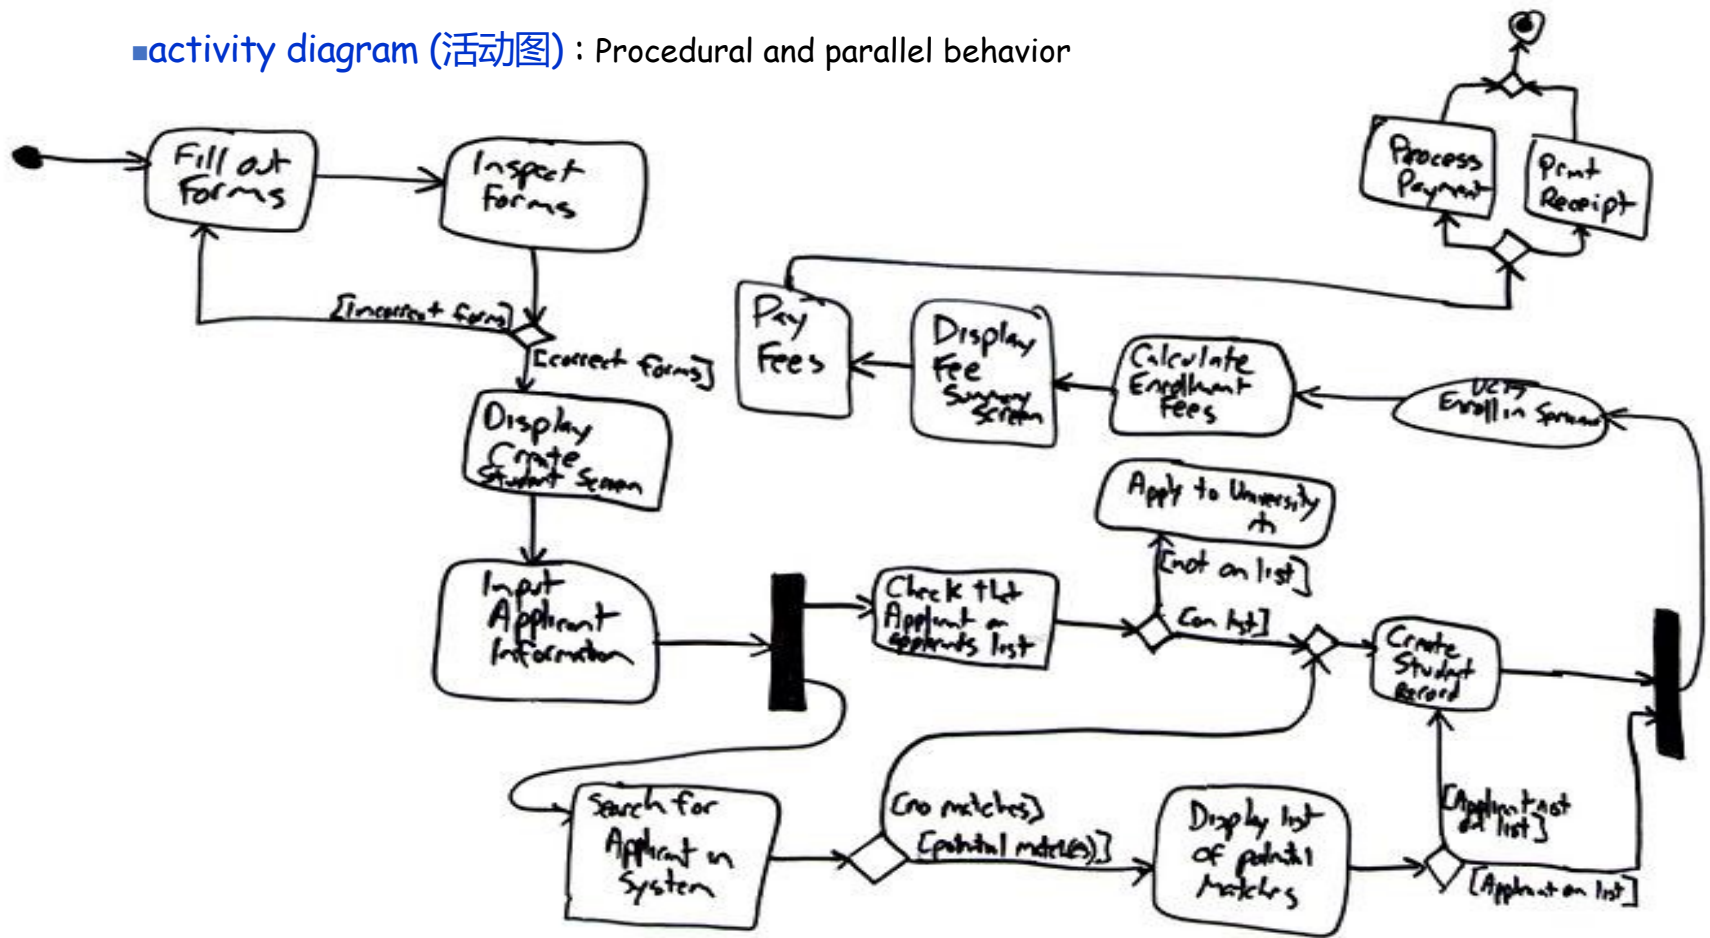 activity diagram (活动图) : Procedural and parallel behavior
Fill out
Forms
Inspect
Forms
[incorrect forms]
[correct forms]
Display
Create
Student Screen
Input
Applicant
Information
Check that
Applicant on
applicants list
[not on list]
Apply to University
[on list]
Create
Student
Record
Search for
Applicant in
System
[no matches]
[potential match(es)]
Display list
of potential
Matches
[Applicant not
on list]
[Applicant on list]
Enroll in
Calculate
Enrollment
Fees
Display
Fee
Summary
Screen
Pay
Fees
Process
Payment
Print
Receipt